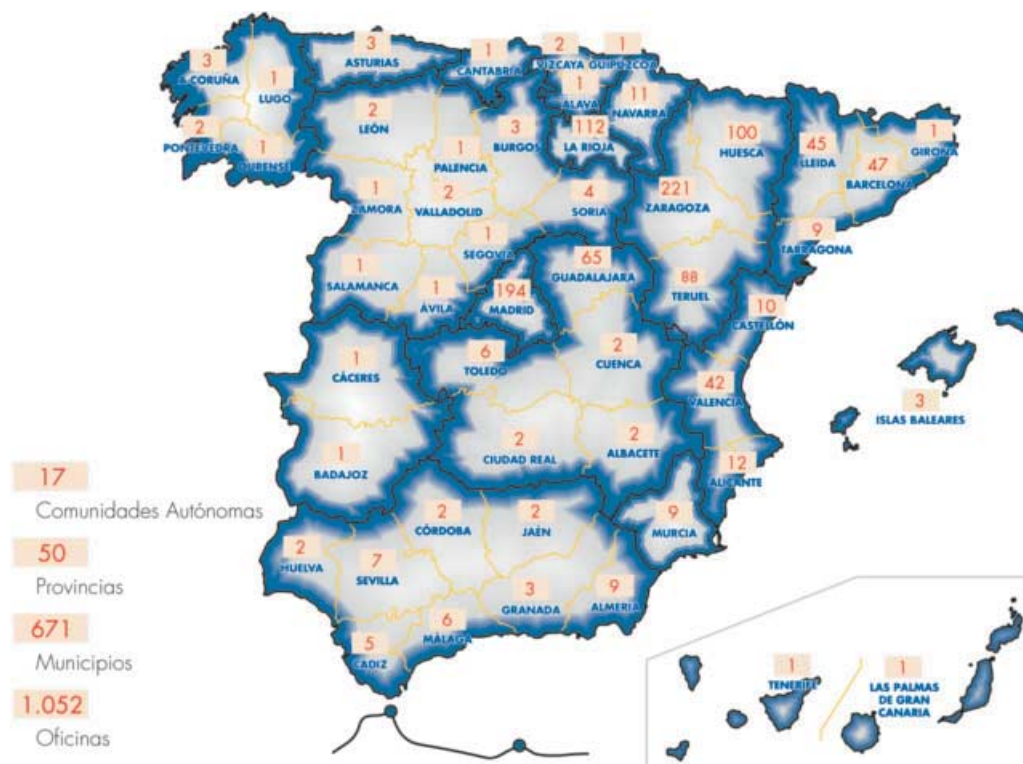 3
A CORUÑA
1
LUGO
2
PONTEVEDRA
1
OURENSE
3
ASTURIAS
1
CANTABRIA
2
VIZCAYA
1
GUIPUZCOA
1
ALAVA
11
NAVARRA
112
LA RIOJA
2
LEÓN
1
PALENCIA
3
BURGOS
1
ZAMORA
2
VALLADOLID
4
SORIA
1
SEGOVIA
1
SALAMANCA
1
ÁVILA
100
HUESCA
221
ZARAGOZA
88
TERUEL
45
LLEIDA
1
GIRONA
47
BARCELONA
9
TARRAGONA
194
MADRID
65
GUADALAJARA
6
TOLEDO
2
CUENCA
2
CIUDAD REAL
2
ALBACETE
10
CASTELLÓN
42
VALENCIA
12
ALICANTE
3
ISLAS BALEARES
1
CÁCERES
1
BADAJOZ
9
MURCIA
2
HUELVA
7
SEVILLA
2
CÓRDOBA
2
JAÉN
5
CADIZ
6
MÁLAGA
3
GRANADA
9
ALMERIA
1
TENERIFE
1
LAS PALMAS
DE GRAN
CANARIA
17
Comunidades Autónomas
50
Provincias
671
Municipios
1.052
Oficinas